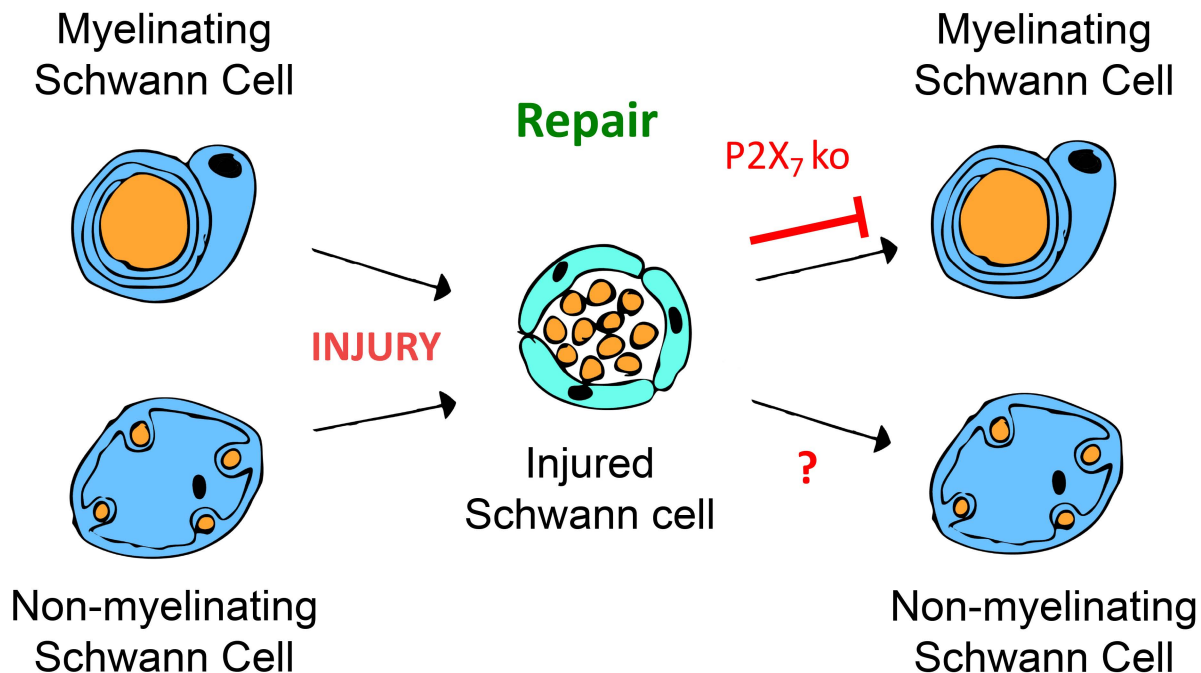 Myelinating
Schwann Cell
Myelinating
Schwann Cell
Repair
P2X₇ ko
INJURY
Injured
Schwann cell
?
Non-myelinating
Schwann Cell
Non-myelinating
Schwann Cell